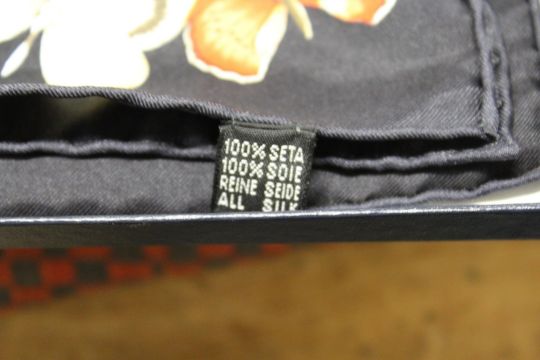 100% SETA
100% SOIE
REINE SEIDE
ALL SILK